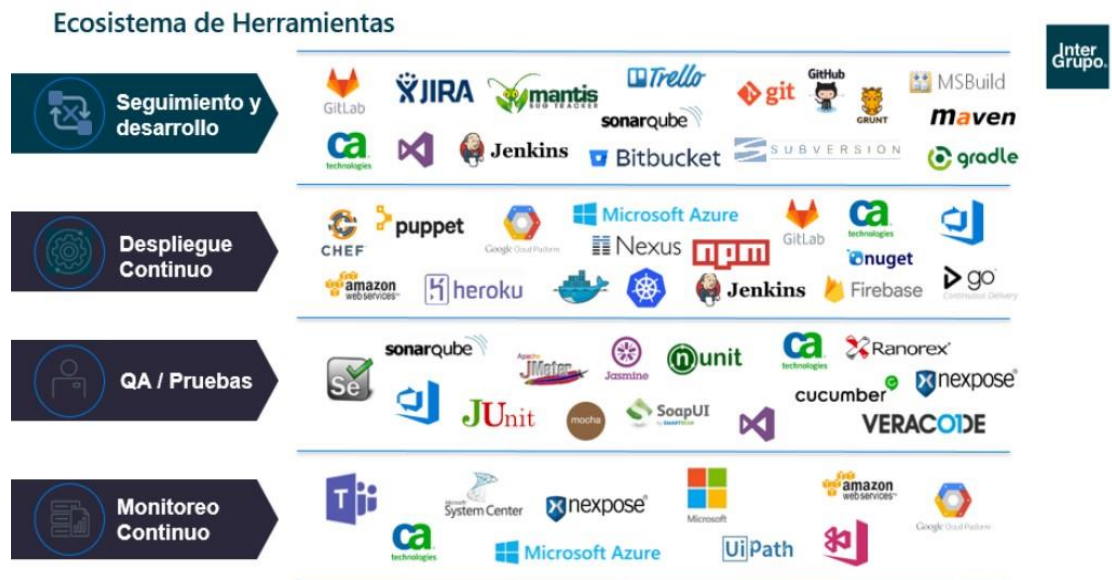 Ecosistema de Herramientas
Inter
Grupo.
Seguimiento y
desarrollo
GitLab
JIRA
mantis
BUG TRACKER
Trello
git
GitHub
GRUNT
MSBuild
sonarqube
maven
ca
technologies
Jenkins
Bitbucket
SUBVERSION
gradle
Despliegue
Continuo
CHEF
puppet
Google Cloud Platform
Microsoft Azure
Nexus
npm
GitLab
ca
technologies
nuget
amazon
web services
heroku
Jenkins
Firebase
go
Continuous Delivery
QA / Pruebas
Se
sonarqube
Apache
JMeter
Jasmine
nunit
ca
technologies
Ranorex®
cucumber
nexpose®
JUnit
mocha
SoapUI
by SMARTBEAR
VERACODE
Monitoreo
Continuo
T
Microsoft
System Center
nexpose®
Microsoft
amazon
web services
Google Cloud Platform
ca
technologies
Microsoft Azure
UiPath